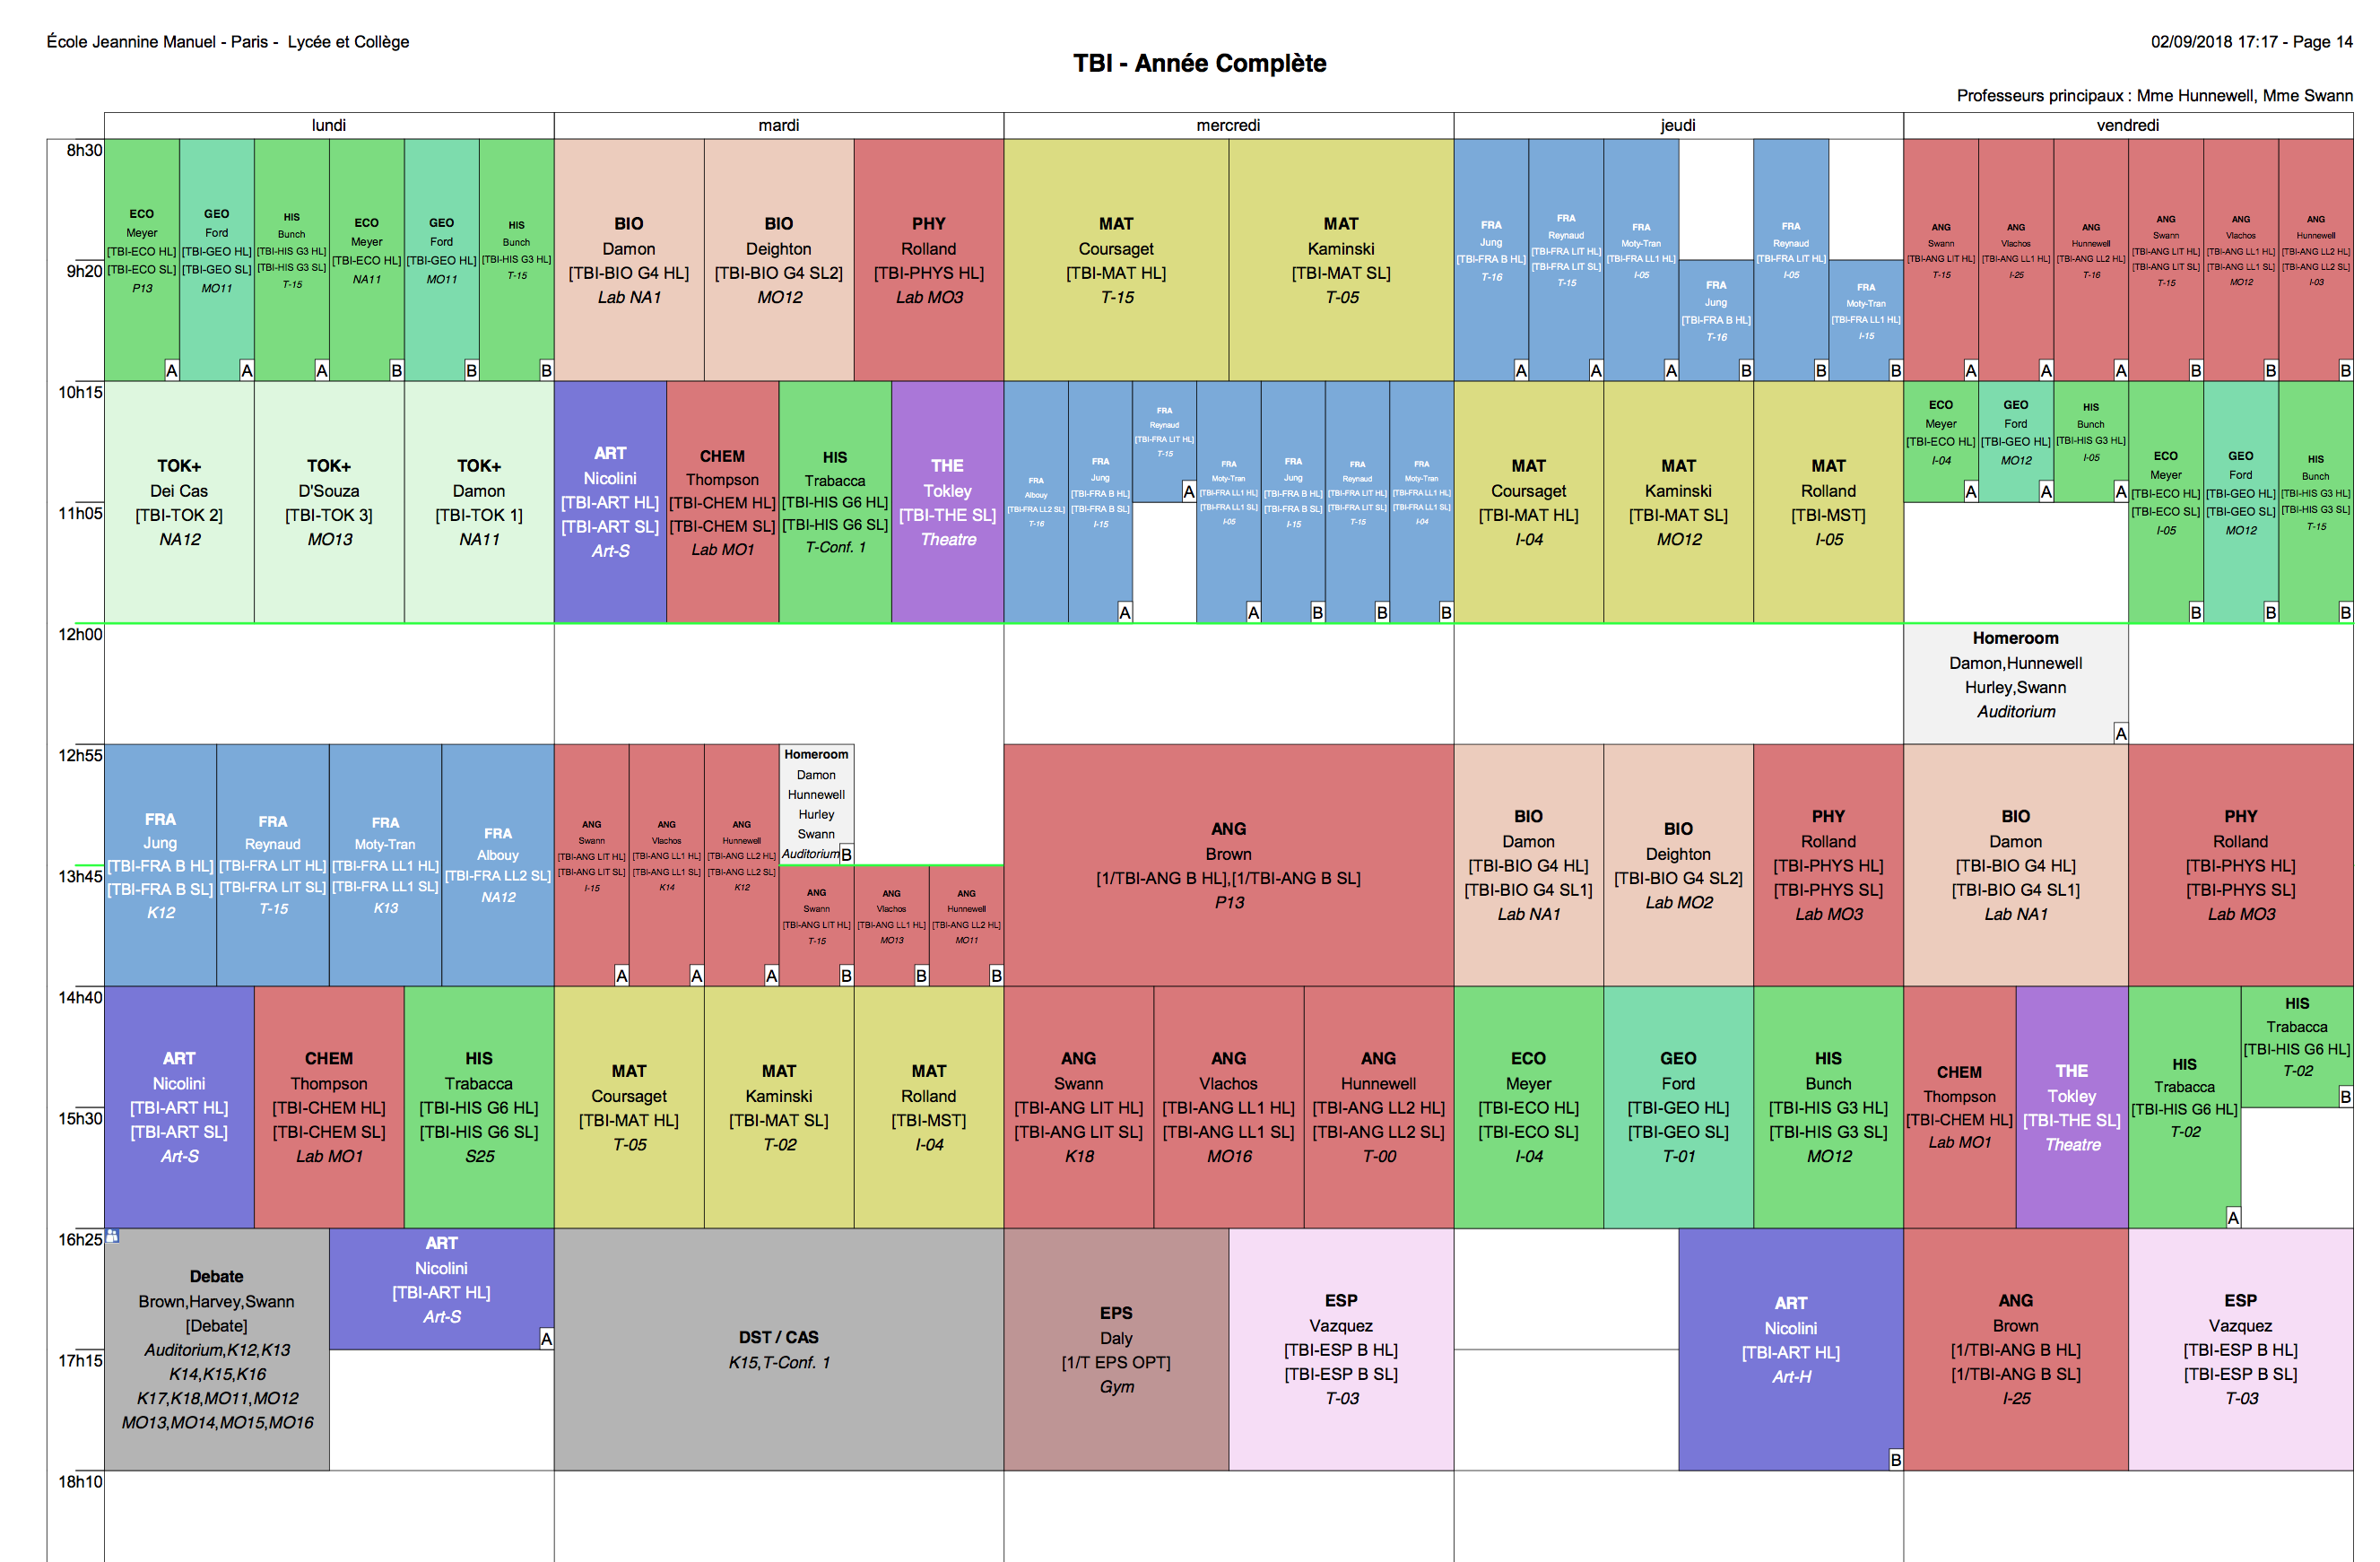 École Jeannine Manuel - Paris - Lycée et Collège
02/09/2018 17:17 - Page 14
TBI - Année Complète
Professeurs principaux : Mme Hunnewell, Mme Swann
lundi
mardi
mercredi
jeudi
vendredi
8h30
9h20
ECO
Meyer
[TBI-ECO HL]
[TBI-ECO SL]
P13
A
GEO
Ford
[TBI-GEO HL]
[TBI-GEO SL]
MO11
A
HIS
Bunch
[TBI-HIS G3 HL]
[TBI-HIS G3 SL]
T-15
A
ECO
Meyer
[TBI-ECO HL]
NA11
B
GEO
Ford
[TBI-GEO HL]
MO11
B
HIS
Bunch
[TBI-HIS G3 HL]
T-15
B
BIO
Damon
[TBI-BIO G4 HL]
Lab NA1
BIO
Deighton
[TBI-BIO G4 SL2]
MO12
PHY
Rolland
[TBI-PHYS HL]
Lab MO3
MAT
Coursaget
[TBI-MAT HL]
T-15
MAT
Kaminski
[TBI-MAT SL]
T-05
FRA
Jung
[TBI-FRA B HL]
T-16
A
FRA
Reynaud
[TBI-FRA LIT HL]
[TBI-FRA LIT SL]
T-15
A
FRA
Moty-Tran
[TBI-FRA LL1 HL]
I-05
A
FRA
Jung
[TBI-FRA B HL]
T-16
B
FRA
Reynaud
[TBI-FRA LIT HL]
I-05
B
FRA
Moty-Tran
[TBI-FRA LL1 HL]
I-15
B
ANG
Swann
[TBI-ANG LIT HL]
T-15
A
ANG
Vlachos
[TBI-ANG LL1 HL]
I-25
A
ANG
Hunnewell
[TBI-ANG LL2 HL]
T-16
A
ANG
Swann
[TBI-ANG LIT HL]
[TBI-ANG LIT SL]
T-15
B
ANG
Vlachos
[TBI-ANG LL1 HL]
[TBI-ANG LL1 SL]
MO12
B
ANG
Hunnewell
[TBI-ANG LL2 HL]
[TBI-ANG LL2 SL]
I-03
B
10h15
11h05
TOK+
Dei Cas
[TBI-TOK 2]
NA12
TOK+
D'Souza
[TBI-TOK 3]
MO13
TOK+
Damon
[TBI-TOK 1]
NA11
ART
Nicolini
[TBI-ART HL]
[TBI-ART SL]
Art-S
CHEM
Thompson
[TBI-CHEM HL]
[TBI-CHEM SL]
Lab MO1
HIS
Trabacca
[TBI-HIS G6 HL]
[TBI-HIS G6 SL]
T-Conf. 1
THE
Tokley
[TBI-THE SL]
Theatre
FRA
Albouy
[TBI-FRA LL2 SL]
T-16
FRA
Jung
[TBI-FRA B HL]
[TBI-FRA B SL]
I-15
A
FRA
Reynaud
[TBI-FRA LIT HL]
T-15
A
FRA
Moty-Tran
[TBI-FRA LL1 HL]
[TBI-FRA LL1 SL]
I-05
A
FRA
Jung
[TBI-FRA B HL]
[TBI-FRA B SL]
I-15
B
FRA
Reynaud
[TBI-FRA LIT HL]
[TBI-FRA LIT SL]
T-15
B
FRA
Moty-Tran
[TBI-FRA LL1 HL]
[TBI-FRA LL1 SL]
I-04
B
MAT
Coursaget
[TBI-MAT HL]
I-04
MAT
Kaminski
[TBI-MAT SL]
MO12
MAT
Rolland
[TBI-MST]
I-05
ECO
Meyer
[TBI-ECO HL]
I-04
A
GEO
Ford
[TBI-GEO HL]
MO12
A
HIS
Bunch
[TBI-HIS G3 HL]
I-05
A
ECO
Meyer
[TBI-ECO HL]
[TBI-ECO SL]
I-05
B
GEO
Ford
[TBI-GEO HL]
[TBI-GEO SL]
MO12
B
HIS
Bunch
[TBI-HIS G3 HL]
[TBI-HIS G3 SL]
T-15
B
12h00
Homeroom
Damon,Hunnewell
Hurley,Swann
Auditorium
A
12h55
13h45
FRA
Jung
[TBI-FRA B HL]
[TBI-FRA B SL]
K12
FRA
Reynaud
[TBI-FRA LIT HL]
[TBI-FRA LIT SL]
T-15
FRA
Moty-Tran
[TBI-FRA LL1 HL]
[TBI-FRA LL1 SL]
K13
FRA
Albouy
[TBI-FRA LL2 SL]
NA12
ANG
Swann
[TBI-ANG LIT HL]
[TBI-ANG LIT SL]
I-15
A
ANG
Vlachos
[TBI-ANG LL1 HL]
[TBI-ANG LL1 SL]
K14
A
ANG
Hunnewell
[TBI-ANG LL2 HL]
[TBI-ANG LL2 SL]
K12
A
Homeroom
Damon
Hunnewell
Hurley
Swann
Auditorium
B
ANG
Swann
[TBI-ANG LIT HL]
T-15
B
ANG
Vlachos
[TBI-ANG LL1 HL]
MO13
B
ANG
Hunnewell
[TBI-ANG LL2 HL]
MO11
B
ANG
Brown
[1/TBI-ANG B HL],[1/TBI-ANG B SL]
P13
BIO
Damon
[TBI-BIO G4 HL]
[TBI-BIO G4 SL1]
Lab NA1
BIO
Deighton
[TBI-BIO G4 SL2]
Lab MO2
PHY
Rolland
[TBI-PHYS HL]
[TBI-PHYS SL]
Lab MO3
BIO
Damon
[TBI-BIO G4 HL]
[TBI-BIO G4 SL1]
Lab NA1
PHY
Rolland
[TBI-PHYS HL]
[TBI-PHYS SL]
Lab MO3
14h40
15h30
ART
Nicolini
[TBI-ART HL]
[TBI-ART SL]
Art-S
CHEM
Thompson
[TBI-CHEM HL]
[TBI-CHEM SL]
Lab MO1
HIS
Trabacca
[TBI-HIS G6 HL]
[TBI-HIS G6 SL]
S25
MAT
Coursaget
[TBI-MAT HL]
T-05
MAT
Kaminski
[TBI-MAT SL]
T-02
MAT
Rolland
[TBI-MST]
I-04
ANG
Swann
[TBI-ANG LIT HL]
[TBI-ANG LIT SL]
K18
ANG
Vlachos
[TBI-ANG LL1 HL]
[TBI-ANG LL1 SL]
MO16
ANG
Hunnewell
[TBI-ANG LL2 HL]
[TBI-ANG LL2 SL]
T-00
ECO
Meyer
[TBI-ECO HL]
[TBI-ECO SL]
I-04
GEO
Ford
[TBI-GEO HL]
[TBI-GEO SL]
T-01
HIS
Bunch
[TBI-HIS G3 HL]
[TBI-HIS G3 SL]
MO12
CHEM
Thompson
[TBI-CHEM HL]
Lab MO1
THE
Tokley
[TBI-THE SL]
Theatre
HIS
Trabacca
[TBI-HIS G6 HL]
T-02
A
HIS
Trabacca
[TBI-HIS G6 HL]
T-02
B
16h25
17h15
Debate
Brown,Harvey,Swann
[Debate]
Auditorium,K12,K13
K14,K15,K16
K17,K18,MO11,MO12
MO13,MO14,MO15,MO16
ART
Nicolini
[TBI-ART HL]
Art-S
A
DST / CAS
K15,T-Conf. 1
EPS
Daly
[1/T EPS OPT]
Gym
ESP
Vazquez
[TBI-ESP B HL]
[TBI-ESP B SL]
T-03
ART
Nicolini
[TBI-ART HL]
Art-H
B
ANG
Brown
[1/TBI-ANG B HL]
[1/TBI-ANG B SL]
I-25
ESP
Vazquez
[TBI-ESP B HL]
[TBI-ESP B SL]
T-03
18h10